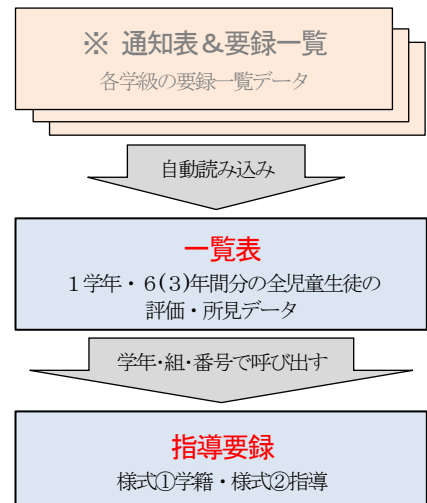 ※ 通知表＆要録一覧
各学級の要録一覧データ
自動読み込み
一覧表
1学年・6(3)年間分の全児童生徒の
評価・所見データ
学年・組・番号で呼び出す
指導要録
様式①学籍・様式②指導